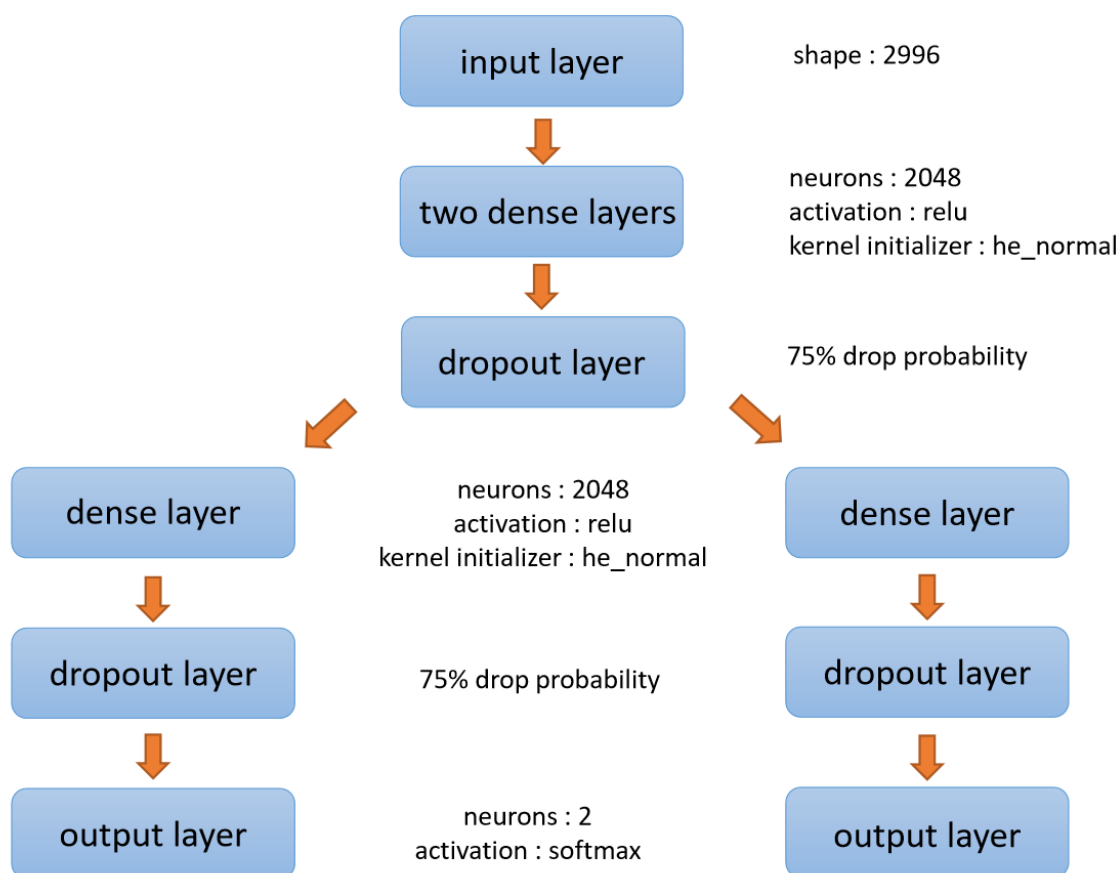 input layer
shape : 2996
two dense layers
neurons : 2048
activation : relu
kernel initializer : he_normal
dropout layer
75% drop probability
dense layer
neurons : 2048
activation : relu
kernel initializer : he_normal
dense layer
dropout layer
75% drop probability
dropout layer
output layer
neurons : 2
activation : softmax
output layer